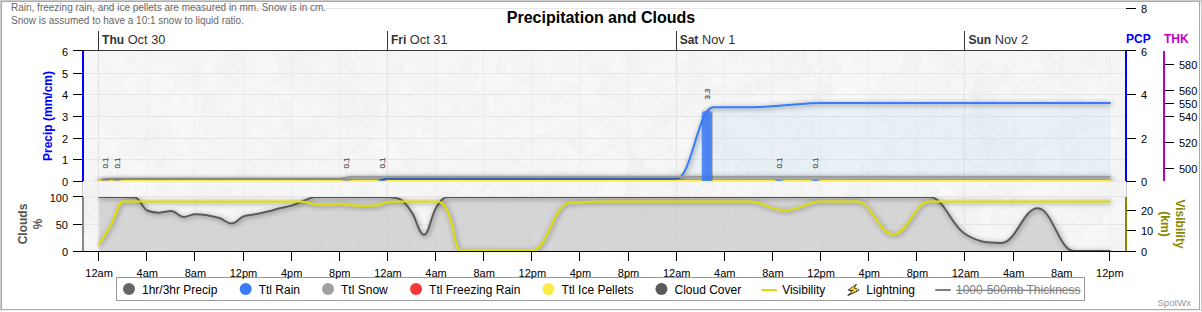 Rain, freezing rain, and ice pellets are measured in mm. Snow is in cm.
Snow is assumed to have a 10:1 snow to liquid ratio.
Precipitation and Clouds
8
Thu Oct 30 Fri Oct 31 Sat Nov 1 Sun Nov 2
PCP THK
Precip (mm/cm)
6 5 4 3 2 1 0
0.1 0.1 0.1 0.1 3.3 0.1 0.1
6 4 2 0
580 560 550 540 520 500
Clouds
%
100 50 0
20 10 0
Visibility
(km)
12am 4am 8am 12pm 4am 8pm 12am 4am 8am 12pm 4pm 8pm 12am 4am 8am 12pm 4pm 8pm 12am 4am 8am 12pm
1hr/3hr Precip Ttl Rain Ttl Snow Ttl Freezing Rain Ttl Ice Pellets Cloud Cover Visibility Lightning 1000-500mb Thickness
SpotWx